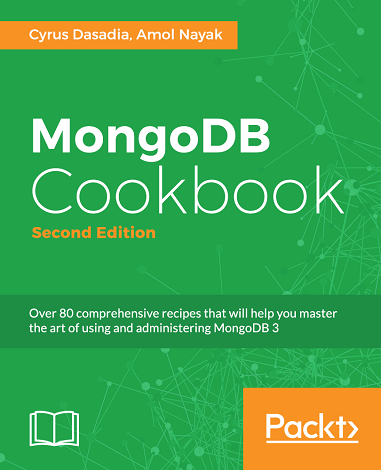 Cyrus Dasadia, Amol Nayak
MongoDB
Cookbook
Second Edition
Over 80 comprehensive recipes that will help you master
the art of using and administering MongoDB 3
Packt>